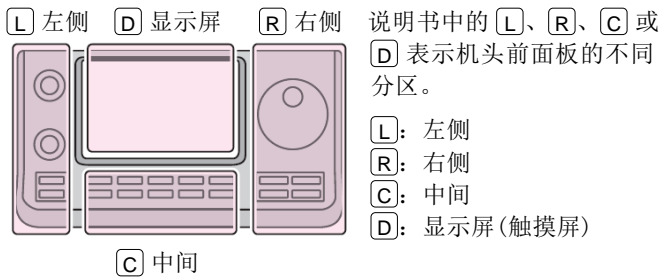 L 左侧 D 显示屏 R 右侧
C 中间
说明书中的 L、R、C 或
D 表示机头前面板的不同
分区。
L：左侧
R：右侧
C：中间
D：显示屏(触摸屏)